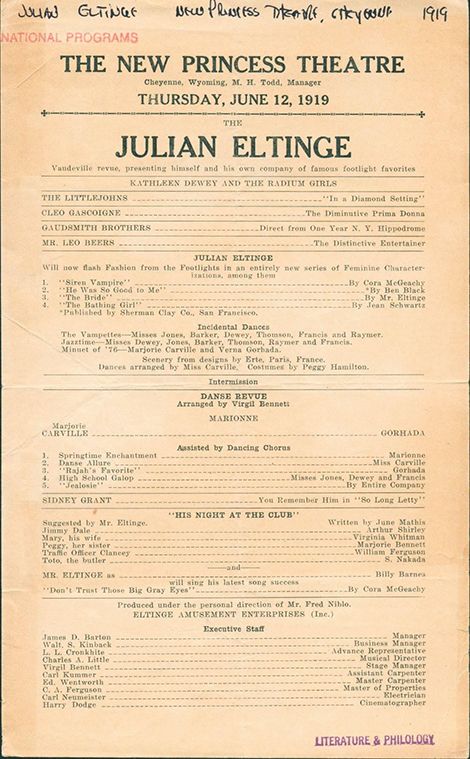 JULIAN ELTINGE NEW PRINCESS THEATRE, CHEYENNE 1919
NATIONAL PROGRAMS
THE NEW PRINCESS THEATRE
Cheyenne, Wyoming, M. H. Todd, Manager
THURSDAY, JUNE 12, 1919
THE
JULIAN ELTINGE
Vaudeville revue, presenting himself and his own company of famous footlight favorites
KATHLEEN DEWEY AND THE RADIUM GIRLS
THE LITTLEJOHNS "In a Diamond Setting"
CLEO GASCOIGNE The Diminutive Prima Donna
GAUDSMITH BROTHERS Direct from One Year N. Y. Hippodrome
MR. LEO BEERS The Distinctive Entertainer
JULIAN ELTINGE
Will now flash Fashion from the Footlights in an entirely new series of Feminine Character-
izations, among them
1. "Siren Vampire" By Cora McGeachy
2. "He Was So Good to Me" *By Ben Black
3. "The Bride" By Mr. Eltinge
4. "The Bathing Girl" By Jean Schwartz
*Published by Sherman Clay Co., San Francisco.
Incidental Dances
The Vampettes—Misses Jones, Barker, Dewey, Thomson, Francis and Raymer.
Jazztime—Misses Dewey, Jones, Barker, Thomson, Raymer and Francis.
Minuet of '76—Marjorie Carville and Verna Gorhada.
Scenery from designs by Erte, Paris, France.
Dances arranged by Miss Carville. Costumes by Peggy Hamilton.
Intermission
DANSE REVUE
Arranged by Virgil Bennett
MARIONNE
Marjorie
CARVILLE GORHADA
Assisted by Dancing Chorus
1. Springtime Enchantment Marionne
2. Danse Allure Miss Carville
3. "Rajah's Favorite" Gorhada
4. High School Galop Misses Jones, Dewey and Francis
5. "Jealosie" By Entire Company
SIDNEY GRANT You Remember Him in "So Long Letty"
"HIS NIGHT AT THE CLUB"
Suggested by Mr. Eltinge. Written by June Mathis
Jimmy Dale Arthur Shirley
Mary, his wife Virginia Whitman
Peggy, her sister Marjorie Bennett
Traffic Officer Clancey William Ferguson
Toto, the butler S. Nakada
—and—
MR. ELTINGE as Billy Barnes
will sing his latest song success
"Don't Trust Those Big Gray Eyes" By Cora McGeachy
Produced under the personal direction of Mr. Fred Niblo.
ELTINGE AMUSEMENT ENTERPRISES (Inc.)
Executive Staff
James D. Barton Manager
Walt. S. Kinback Business Manager
L. L. Cronkhite Advance Representative
Charles A. Little Musical Director
Virgil Bennett Stage Manager
Carl Kummer Assistant Carpenter
Ed. Wentworth Master Carpenter
C. A. Ferguson Master of Properties
Carl Neumeister Electrician
Harry Dodge Cinematographer
LITERATURE & PHILOLOGY